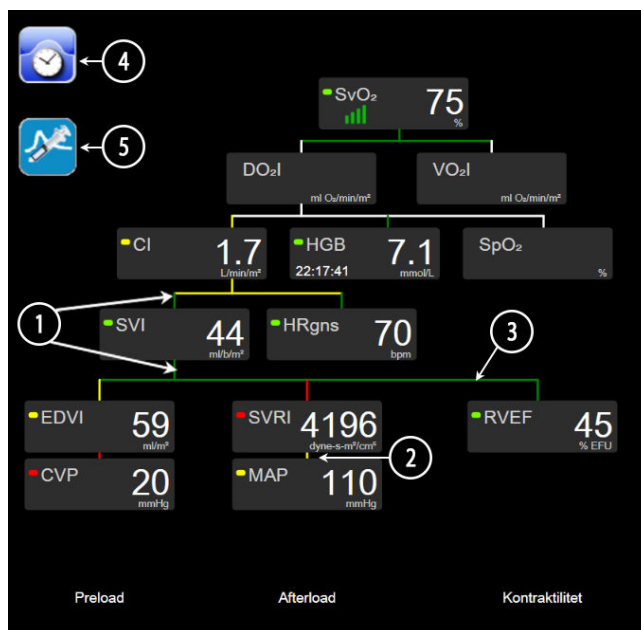 4
5
SvO₂ 75
%
DO₂I
ml O₂/min/m²
VO₂I
ml O₂/min/m²
CI 1.7
L/min/m²
HGB 7.1
22:17:41 mmol/L
SpO₂
%
1
SVI 44
ml/b/m²
HRgns 70
bpm
3
EDVI 59
ml/m²
SVRI 4196
dyne-s-m²/cm⁵
RVEF 45
% EFU
2
CVP 20
mmHg
MAP 110
mmHg
Preload Afterload Kontraktilitet